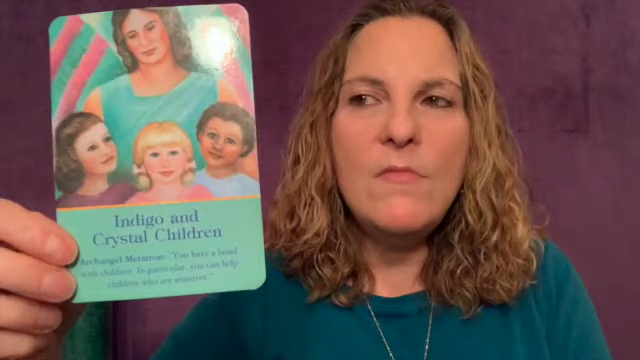 Indigo and
Crystal Children
Archangel Metatron: "You have a bond
with children. In particular, you can help
children who are sensitive."